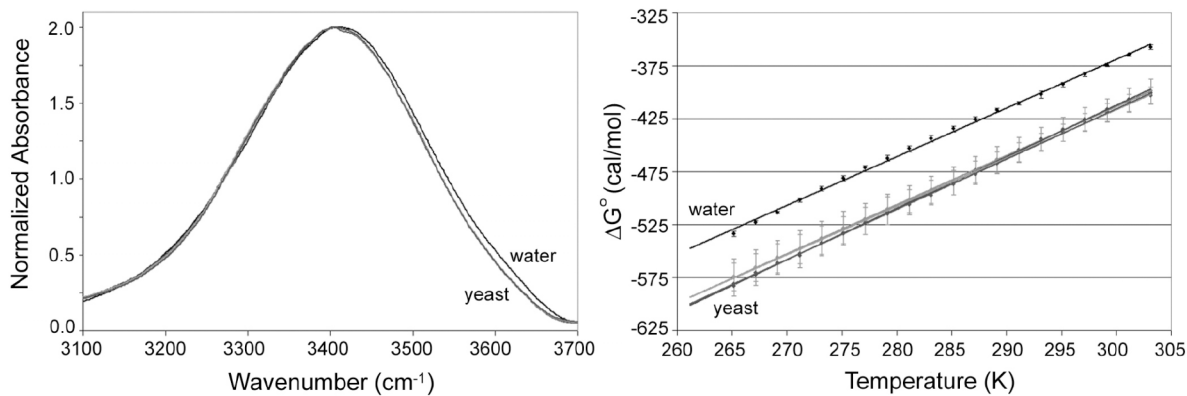 Normalized Absorbance
2.0
1.5
1.0
0.5
0.0
water
yeast
3100 3200 3300 3400 3500 3600 3700
Wavenumber (cm⁻¹)
ΔG° (cal/mol)
-325
-375
-425
-475
-525
-575
-625
water
yeast
260 265 270 275 280 285 290 295 300 305
Temperature (K)